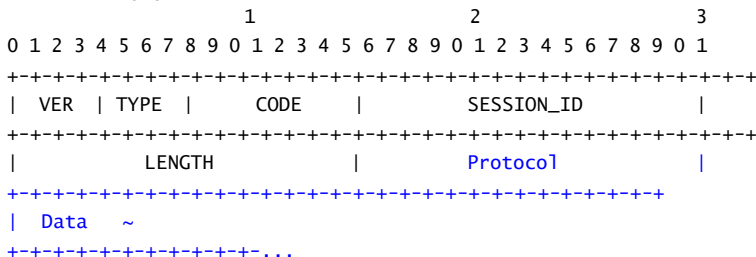 1                   2                   3
0 1 2 3 4 5 6 7 8 9 0 1 2 3 4 5 6 7 8 9 0 1 2 3 4 5 6 7 8 9 0 1
+-+-+-+-+-+-+-+-+-+-+-+-+-+-+-+-+-+-+-+-+-+-+-+-+-+-+-+-+-+-+-+-+
|  VER  | TYPE  |      CODE     |          SESSION_ID           |
+-+-+-+-+-+-+-+-+-+-+-+-+-+-+-+-+-+-+-+-+-+-+-+-+-+-+-+-+-+-+-+-+
|            LENGTH             |          Protocol             |
+-+-+-+-+-+-+-+-+-+-+-+-+-+-+-+-+-+-+-+-+-+-+-+-+-+-+-+-+
|  Data   ~
+-+-+-+-+-+-+-+-+-+-+-...